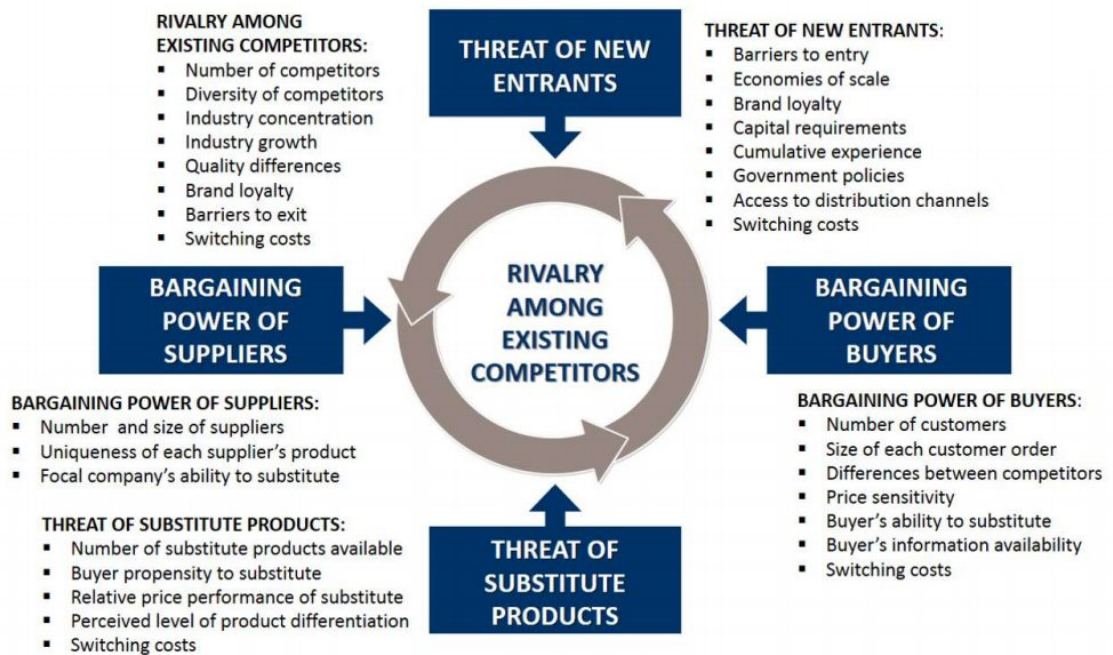 RIVALRY AMONG
EXISTING COMPETITORS:
▪ Number of competitors
▪ Diversity of competitors
▪ Industry concentration
▪ Industry growth
▪ Quality differences
▪ Brand loyalty
▪ Barriers to exit
▪ Switching costs
THREAT OF NEW
ENTRANTS
THREAT OF NEW ENTRANTS:
▪ Barriers to entry
▪ Economies of scale
▪ Brand loyalty
▪ Capital requirements
▪ Cumulative experience
▪ Government policies
▪ Access to distribution channels
▪ Switching costs
BARGAINING
POWER OF
SUPPLIERS
RIVALRY
AMONG
EXISTING
COMPETITORS
BARGAINING
POWER OF
BUYERS
BARGAINING POWER OF SUPPLIERS:
▪ Number and size of suppliers
▪ Uniqueness of each supplier's product
▪ Focal company's ability to substitute
BARGAINING POWER OF BUYERS:
▪ Number of customers
▪ Size of each customer order
▪ Differences between competitors
▪ Price sensitivity
▪ Buyer's ability to substitute
▪ Buyer's information availability
▪ Switching costs
THREAT OF SUBSTITUTE PRODUCTS:
▪ Number of substitute products available
▪ Buyer propensity to substitute
▪ Relative price performance of substitute
▪ Perceived level of product differentiation
▪ Switching costs
THREAT OF
SUBSTITUTE
PRODUCTS